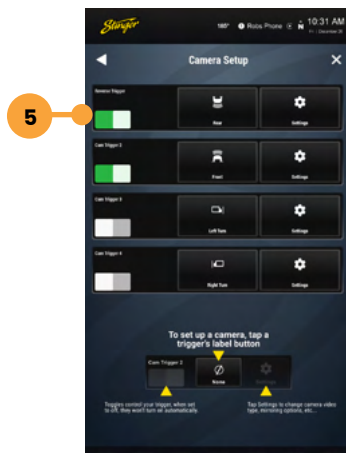 Stinger
185° Robs Phone 10:31 AM
Fri | December 20
Camera Setup
5
Reverse Trigger
Rear
Settings
Cam Trigger 2
Front
Settings
Cam Trigger 3
Left Turn
Settings
Cam Trigger 4
Right Turn
Settings
To set up a camera, tap a
trigger's label button
Cam Trigger 2
None
Toggles control your trigger, when set
to off, they won't turn on automatically.
Tap Settings to change camera video
type, mirroring options, etc...